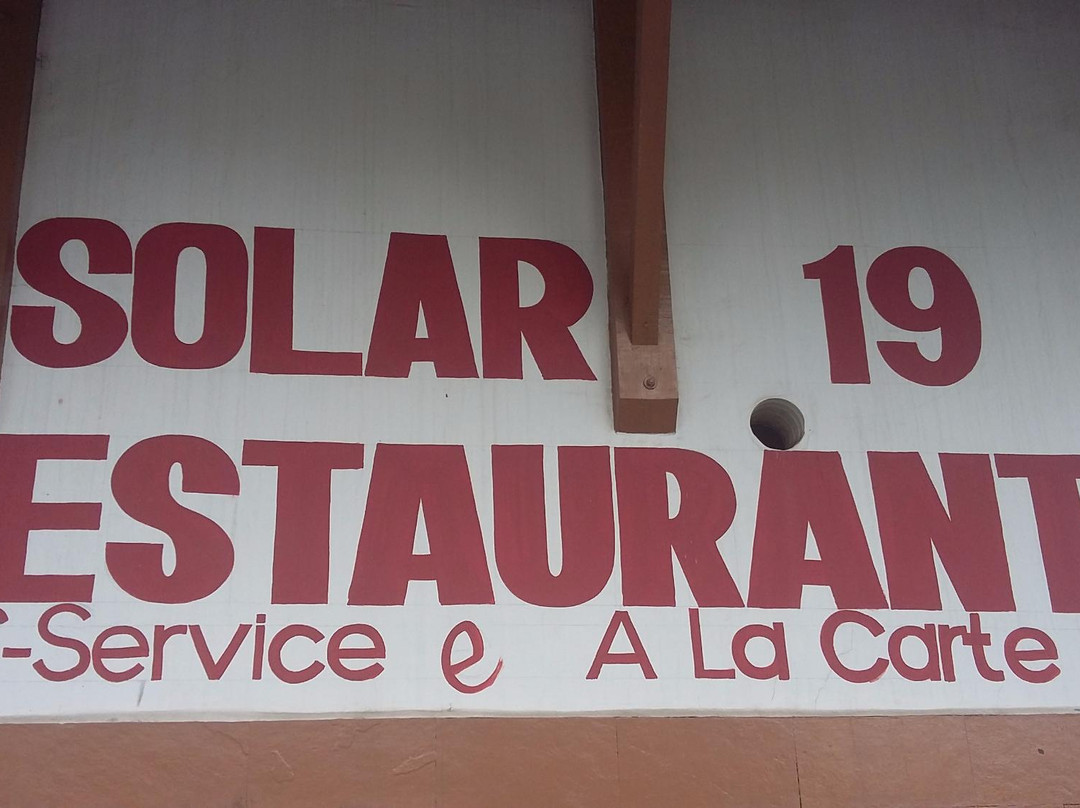 SOLAR 19
ESTAURANT
-Service e A La Carte